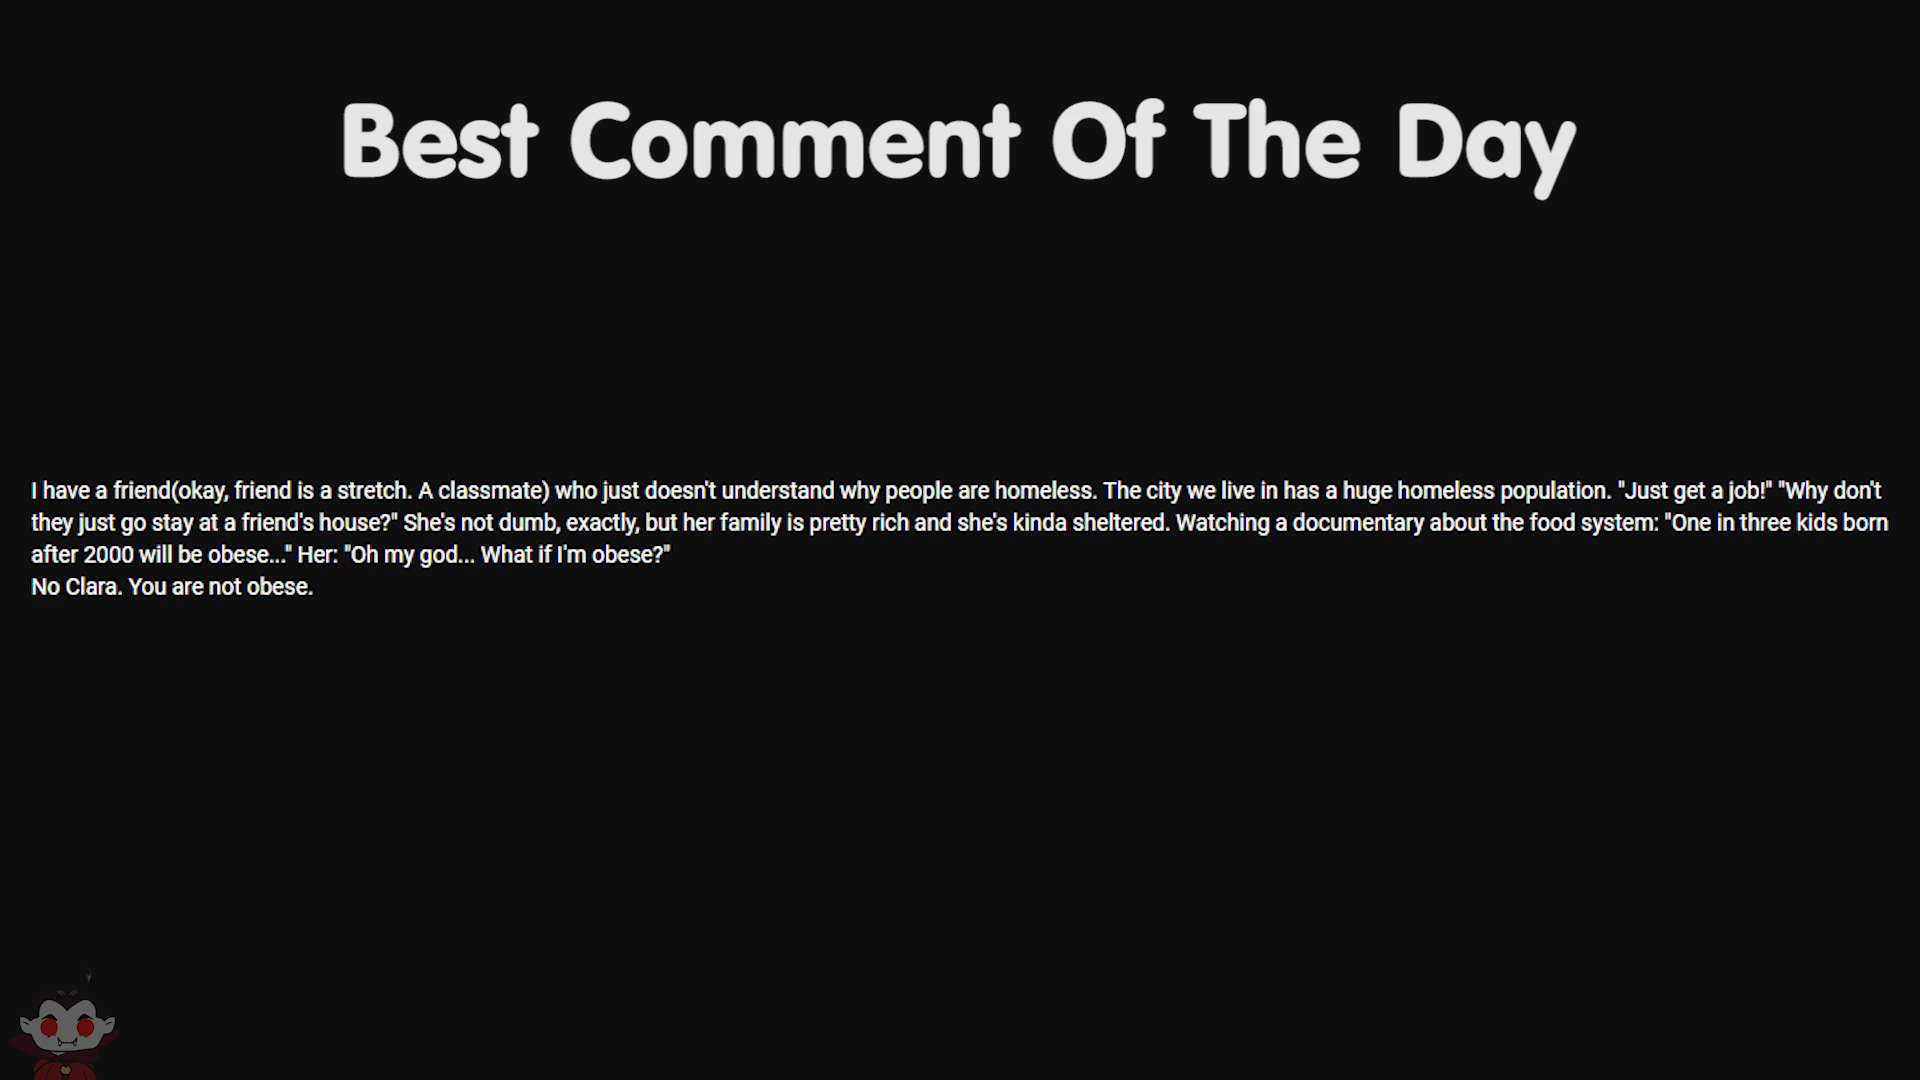 Best Comment Of The Day
I have a friend(okay, friend is a stretch. A classmate) who just doesn't understand why people are homeless. The city we live in has a huge homeless population. "Just get a job!" "Why don't
they just go stay at a friend's house?" She's not dumb, exactly, but her family is pretty rich and she's kinda sheltered. Watching a documentary about the food system: "One in three kids born
after 2000 will be obese..." Her: "Oh my god... What if I'm obese?"
No Clara. You are not obese.